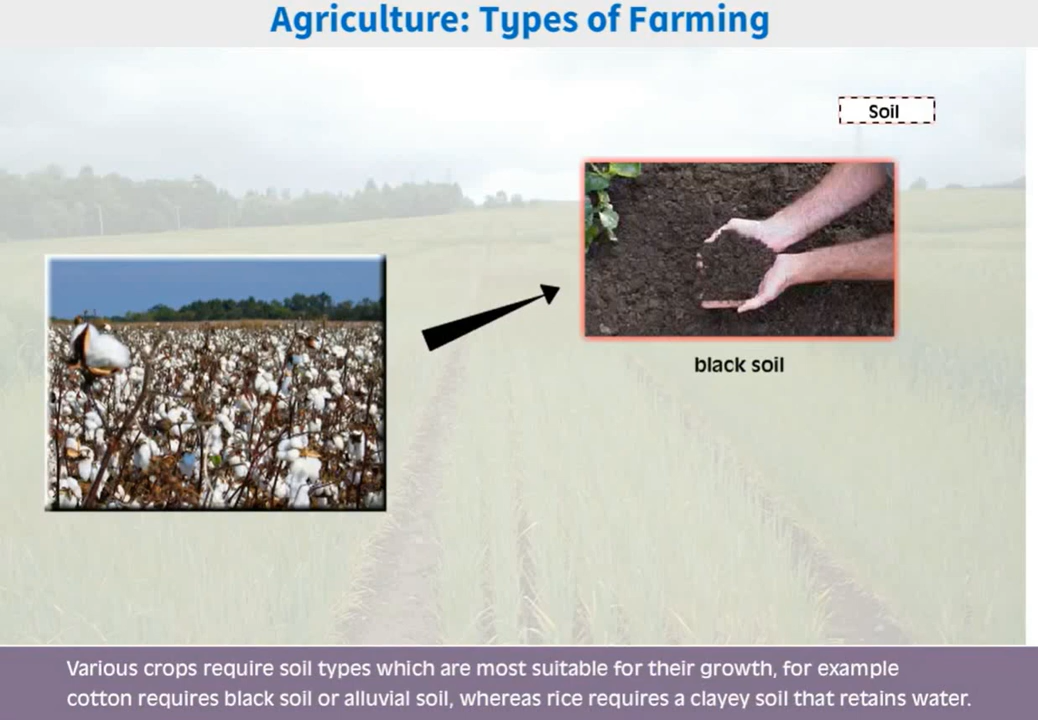 Agriculture: Types of Farming
Soil
black soil
Various crops require soil types which are most suitable for their growth, for example
cotton requires black soil or alluvial soil, whereas rice requires a clayey soil that retains water.